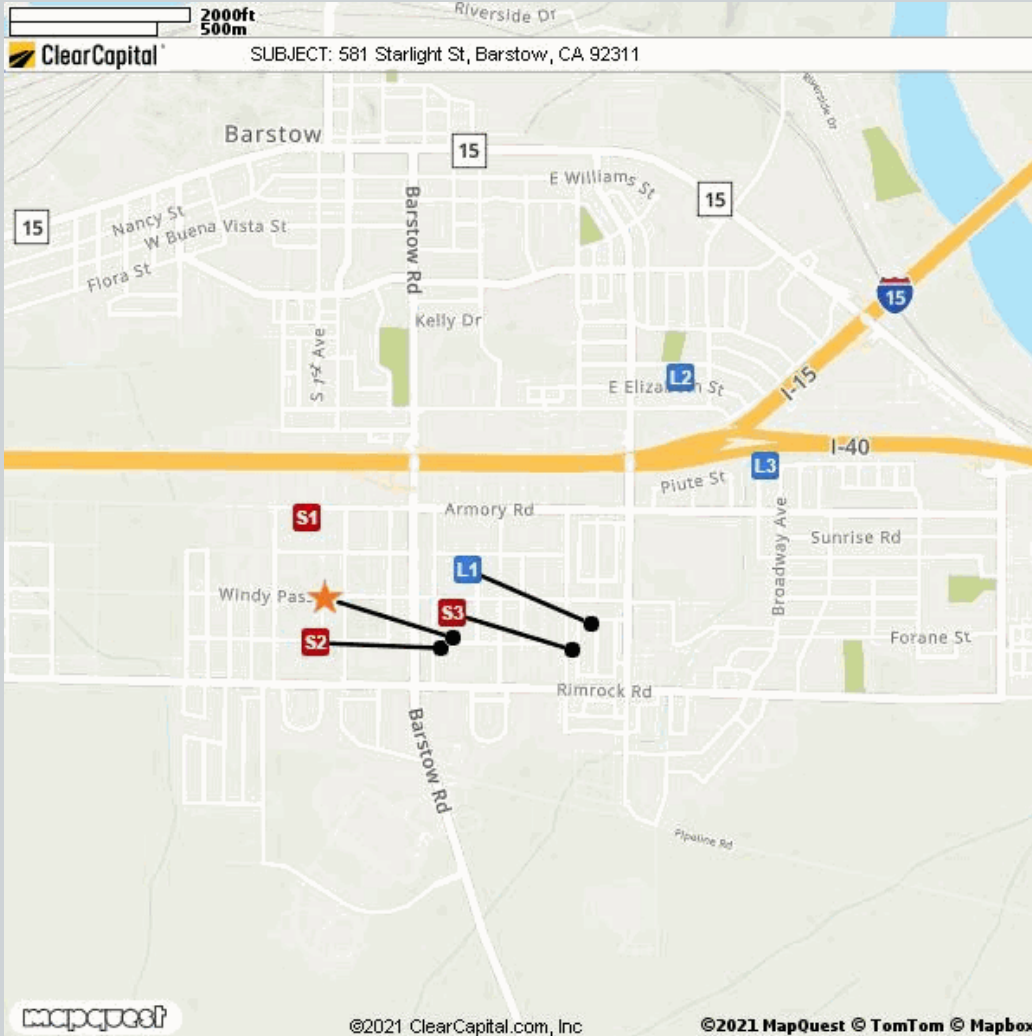 2000ft
500m
Riverside Dr
ClearCapital
SUBJECT: 581 Starlight St, Barstow, CA 92311
Riverside Dr
Barstow
15
E Williams St
15
15
Nancy St
W Buena Vista St
Flora St
Barstow Rd
15
Kelly Dr
S 1st Ave
L2
E Elizabeth St
I-15
I-40
L3
Piute St
S1
Armory Rd
Sunrise Rd
Broadway Ave
L1
Windy Pas
S3
S2
Forane St
Rimrock Rd
Barstow Rd
Pipeline Rd
mapquest
©2021 ClearCapital.com, Inc
©2021 MapQuest © TomTom © Mapbox